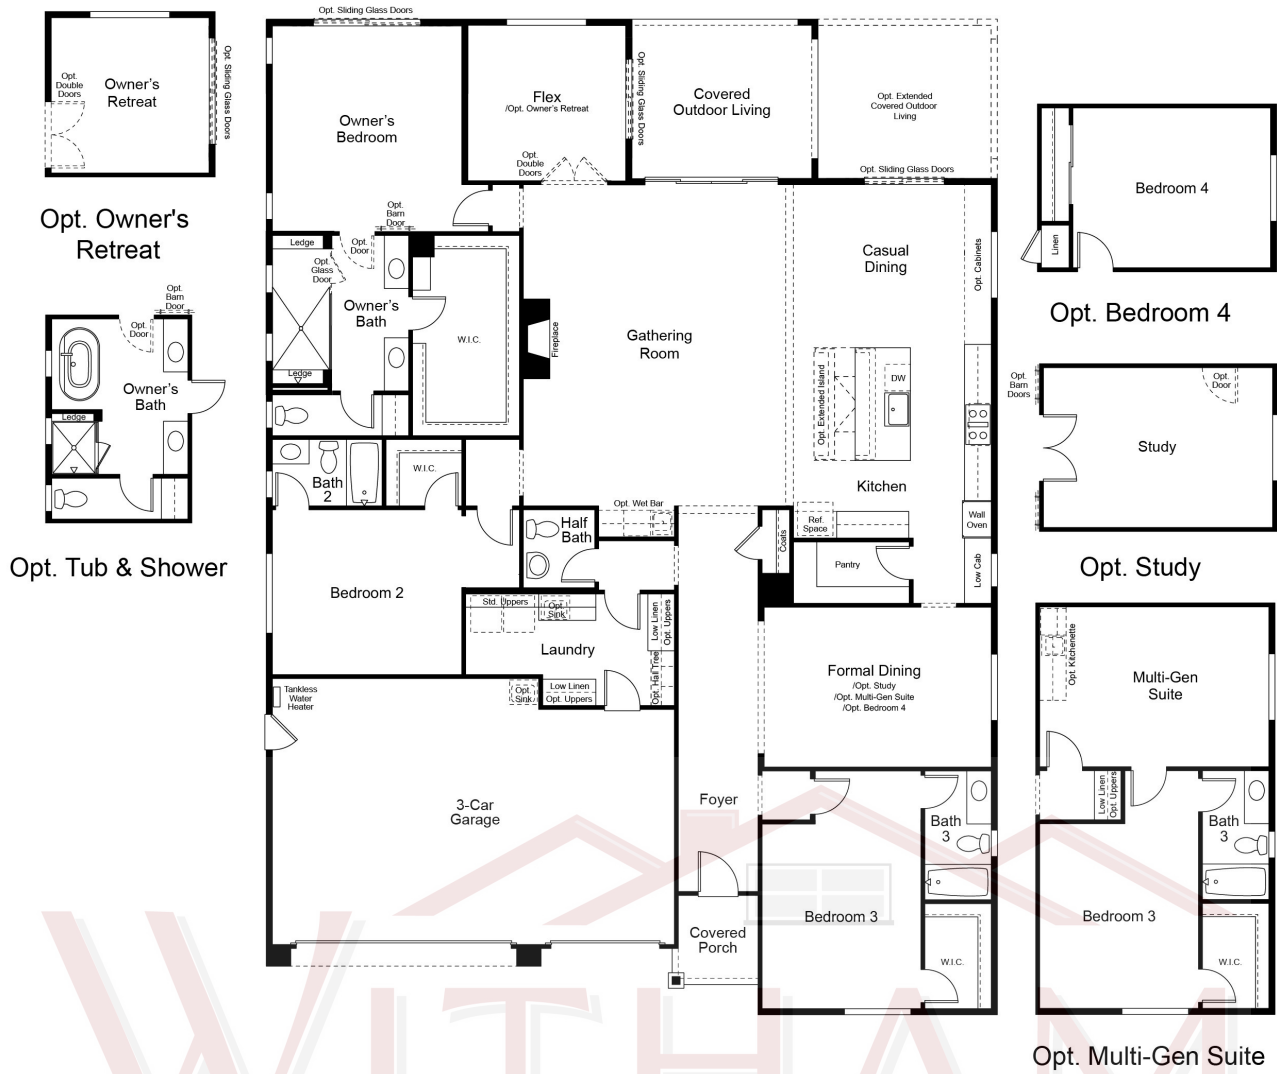 Opt.
Double
Doors
Owner's
Retreat
Opt. Sliding Glass Doors
Opt. Owner's
Retreat
Opt.
Barn
Door
Opt.
Door
Owner's
Bath
Ledge
Opt. Tub & Shower
Opt. Sliding Glass Doors
Owner's
Bedroom
Flex
/Opt. Owner's Retreat
Opt.
Double
Doors
Opt. Sliding Glass Doors
Covered
Outdoor Living
Opt. Extended
Covered Outdoor
Living
Opt. Sliding Glass Doors
Opt.
Barn
Door
Ledge
Opt.
Door
Opt.
Glass
Door
Owner's
Bath
Ledge
W.I.C.
Fireplace
Gathering
Room
Casual
Dining
Opt. Cabinets
Opt. Extended Island
DW
Kitchen
Bath
2
W.I.C.
Opt. Wet Bar
Half
Bath
Ref.
Space
Wall
Oven
Coats
Pantry
Low Cab
Bedroom 2
Std. Uppers
Opt.
Sink
Low Linen
Opt. Uppers
Laundry
Opt. Hall Tree
Low Linen
Opt. Uppers
Opt.
Sink
Tankless
Water
Heater
Formal Dining
/Opt. Study
/Opt. Multi-Gen Suite
/Opt. Bedroom 4
3-Car
Garage
Foyer
Bath
3
Bedroom 3
Covered
Porch
W.I.C.
Bedroom 4
Linen
Opt. Bedroom 4
Opt.
Barn
Doors
Opt.
Door
Study
Opt. Study
Opt. Kitchenette
Multi-Gen
Suite
Low Linen
Opt. Uppers
Bath
3
Bedroom 3
W.I.C.
Opt. Multi-Gen Suite
WITHAM